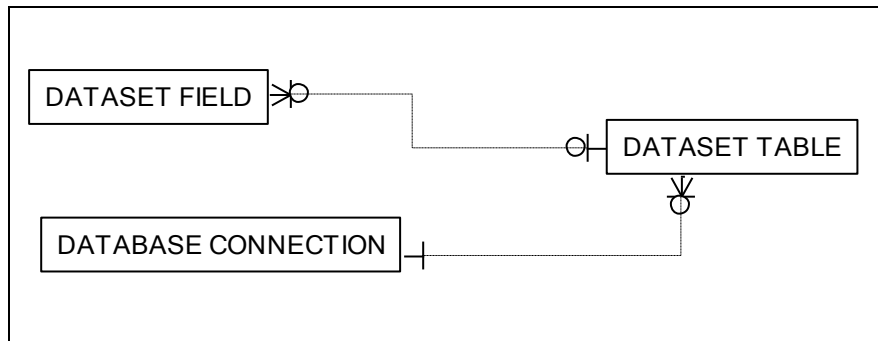 DATASET FIELD
DATASET TABLE
DATABASE CONNECTION